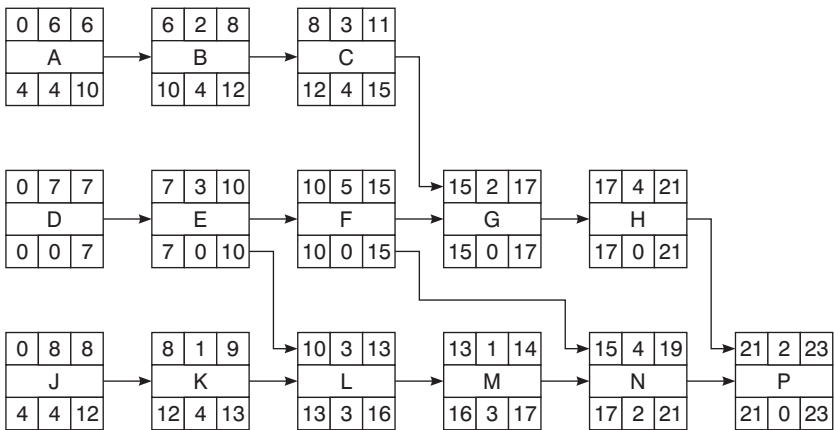 0 6 6 6 2 8 8 3 11
A B C
4 4 10 10 4 12 12 4 15
0 7 7 7 3 10 10 5 15 15 2 17 17 4 21
D E F G H
0 0 7 7 0 10 10 0 15 15 0 17 17 0 21
0 8 8 8 1 9 10 3 13 13 1 14 15 4 19 21 2 23
J K L M N P
4 4 12 12 4 13 13 3 16 16 3 17 17 2 21 21 0 23